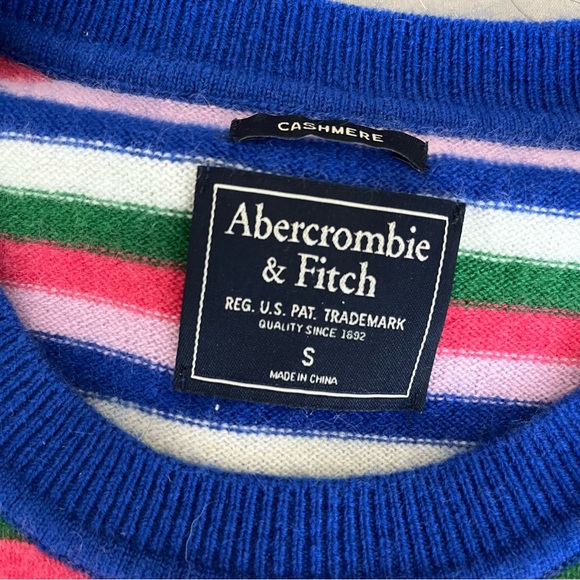 CASHMERE
Abercrombie
& Fitch
REG. U.S. PAT. TRADEMARK
QUALITY SINCE 1892
S
MADE IN CHINA